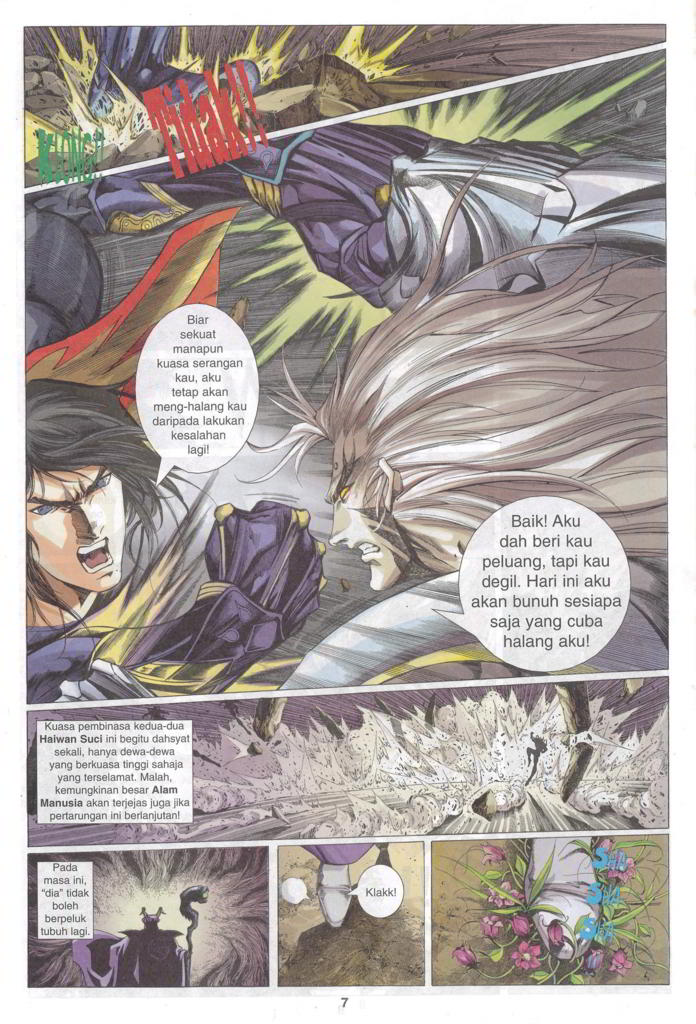 KLONG!!
Tidak!!
Biar
sekuat
manapun
kuasa serangan
kau, aku
tetap akan
meng-halang kau
daripada lakukan
kesalahan
lagi!
Baik! Aku
dah beri kau
peluang, tapi kau
degil. Hari ini aku
akan bunuh sesiapa
saja yang cuba
halang aku!
Kuasa pembinasa kedua-dua
Haiwan Suci ini begitu dahsyat
sekali, hanya dewa-dewa
yang berkuasa tinggi sahaja
yang terselamat. Malah,
kemungkinan besar Alam
Manusia akan terjejas juga jika
pertarungan ini berlanjutan!
Pada
masa ini,
"dia" tidak
boleh
berpeluk
tubuh lagi.
Klakk!
SHA
SHA
SHA
7